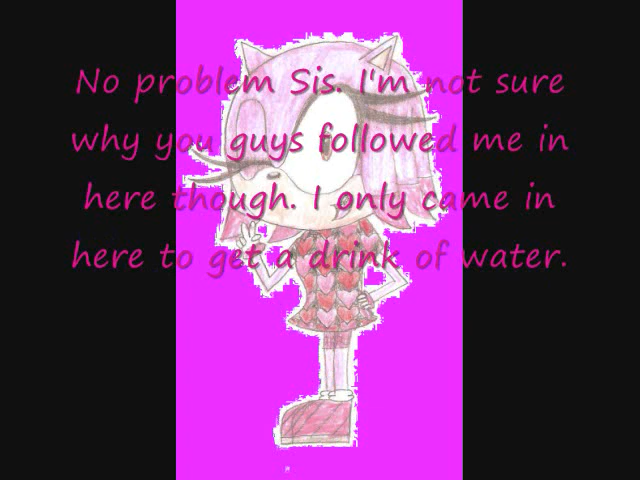 No problem Sis. I'm not sure
why you guys followed me in
here though. I only came in
here to get a drink of water.